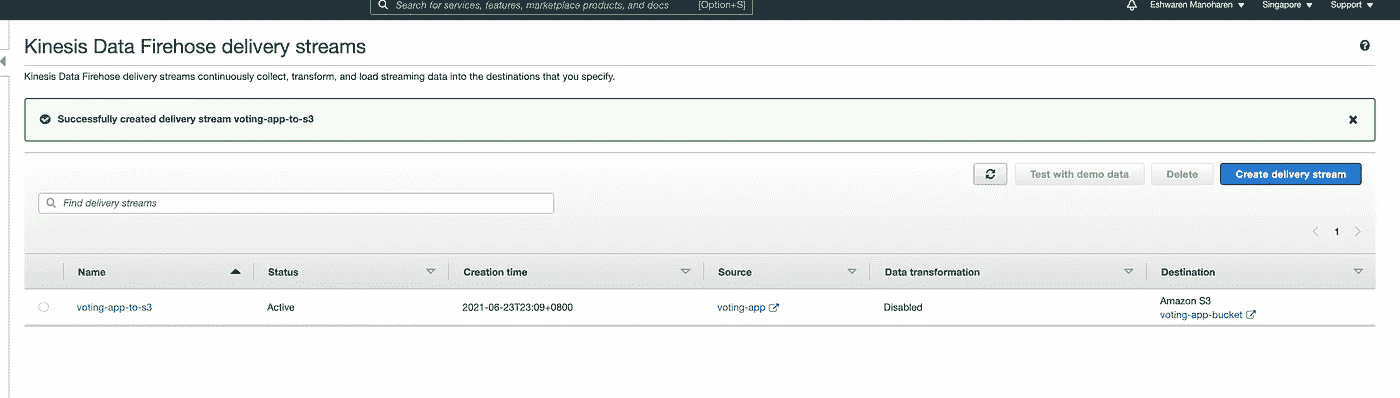 Search for services, features, marketplace products, and docs [Option+S] Eshwaren Manoharen Singapore Support
Kinesis Data Firehose delivery streams
Kinesis Data Firehose delivery streams continuously collect, transform, and load streaming data into the destinations that you specify.
Successfully created delivery stream voting-app-to-s3
Test with demo data Delete Create delivery stream
Find delivery streams
1
Name Status Creation time Source Data transformation Destination
voting-app-to-s3 Active 2021-06-23T23:09+0800 voting-app Disabled Amazon S3
voting-app-bucket